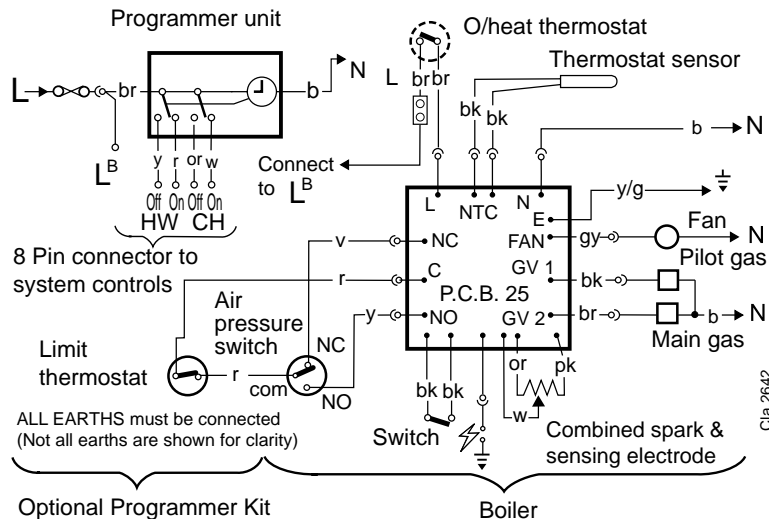 Programmer unit
O/heat thermostat
Thermostat sensor
L
br
b
N
L
br
br
bk
bk
b
N
L B
y
r
or
w
Off
On
Off
On
HW
CH
Connect
to L B
8 Pin connector to
system controls
L
NTC
N
E
y/g
NC
FAN
gy
Fan
N
v
C
GV 1
bk
Pilot gas
r
P.C.B. 25
NO
GV 2
br
b
N
y
Main gas
Air
pressure
switch
NC
Limit
thermostat
r
com
NO
or
pk
bk
bk
w
Switch
Combined spark &
sensing electrode
ALL EARTHS must be connected
(Not all earths are shown for clarity)
Optional Programmer Kit
Boiler
Cla 2642